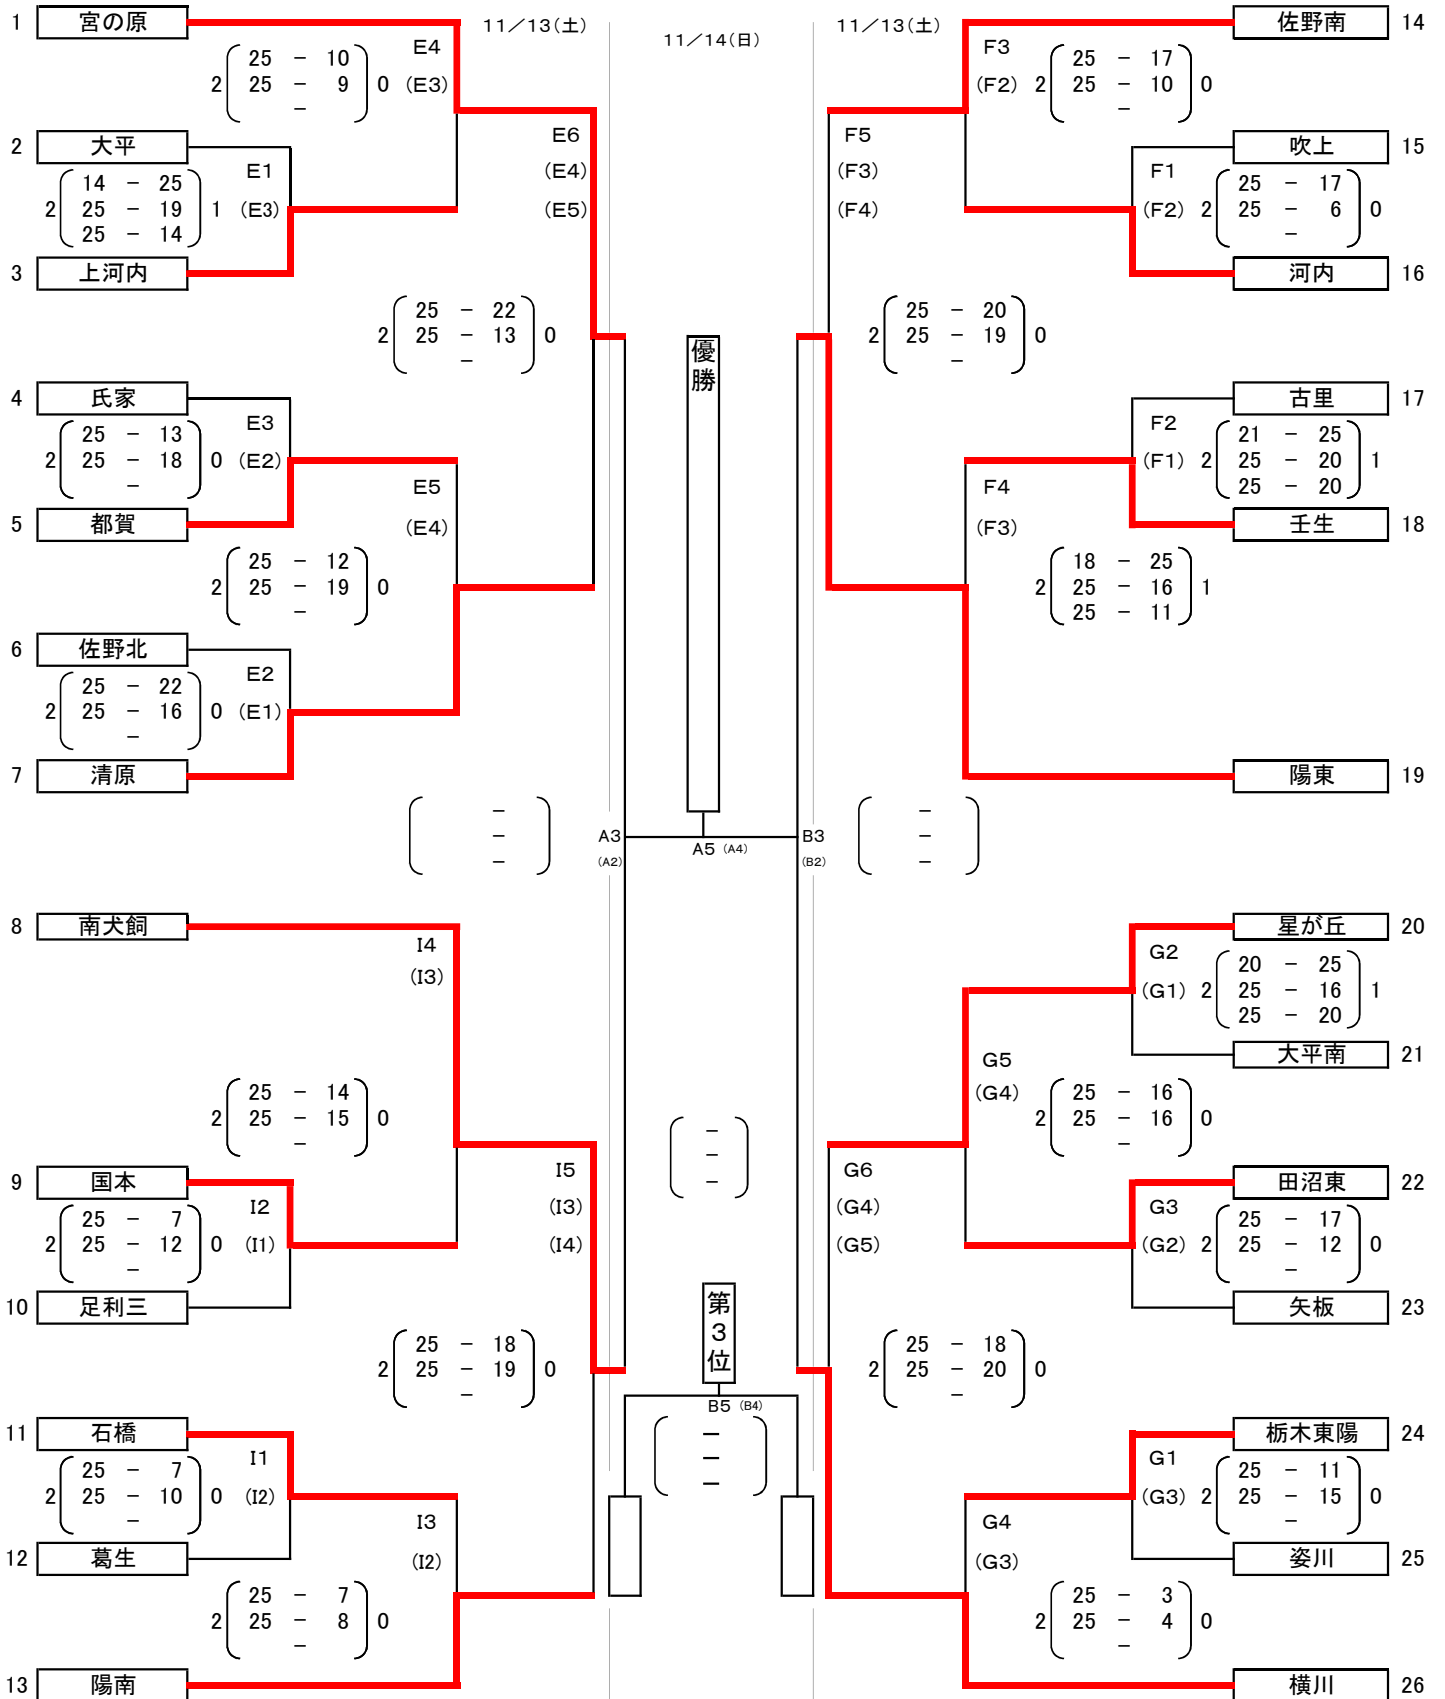 11/13(土)
11/14(日)
11/13(土)
1 宮の原
E4
25 - 10
2 25 - 9 0 (E3)
-
2 大平
E1
14 - 25
2 25 - 19 1 (E3)
25 - 14
3 上河内
E6
(E4)
(E5)
25 - 22
2 25 - 13 0
-
4 氏家
E3
25 - 13
2 25 - 18 0 (E2)
-
5 都賀
E5
(E4)
25 - 12
2 25 - 19 0
-
6 佐野北
E2
25 - 22
2 25 - 16 0 (E1)
-
7 清原
-
-
-
A3
(A2)
8 南犬飼
I4
(I3)
25 - 14
2 25 - 15 0
-
9 国本
I2
25 - 7
2 25 - 12 0 (I1)
-
10 足利三
I5
(I3)
(I4)
25 - 18
2 25 - 19 0
-
11 石橋
I1
25 - 7
2 25 - 10 0 (I2)
-
12 葛生
I3
(I2)
25 - 7
2 25 - 8 0
-
13 陽南
優勝
A5 (A4)
-
-
-
第3位
B5 (B4)
-
-
-
佐野南 14
F3
25 - 17
(F2) 2 25 - 10 0
-
吹上 15
F1
25 - 17
(F2) 2 25 - 6 0
-
河内 16
F5
(F3)
(F4)
25 - 20
2 25 - 19 0
-
古里 17
F2
21 - 25
(F1) 2 25 - 20 1
25 - 20
壬生 18
F4
(F3)
18 - 25
2 25 - 16 1
25 - 11
陽東 19
B3
(B2)
-
-
-
星が丘 20
G2
20 - 25
(G1) 2 25 - 16 1
25 - 20
大平南 21
G5
(G4)
25 - 16
2 25 - 16 0
-
田沼東 22
G3
25 - 17
(G2) 2 25 - 12 0
-
矢板 23
G6
(G4)
(G5)
25 - 18
2 25 - 20 0
-
栃木東陽 24
G1
25 - 11
(G3) 2 25 - 15 0
-
姿川 25
G4
(G3)
25 - 3
2 25 - 4 0
-
横川 26